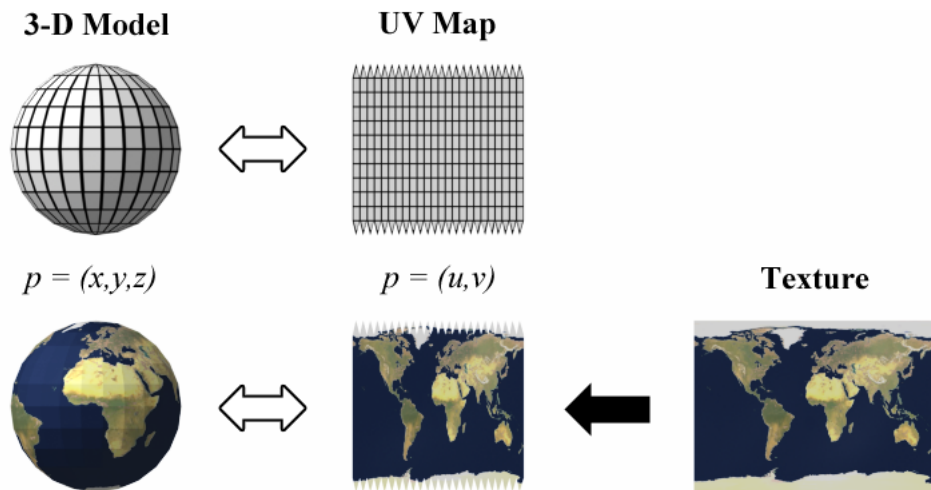 3-D Model
UV Map
p = (x,y,z)
p = (u,v)
Texture